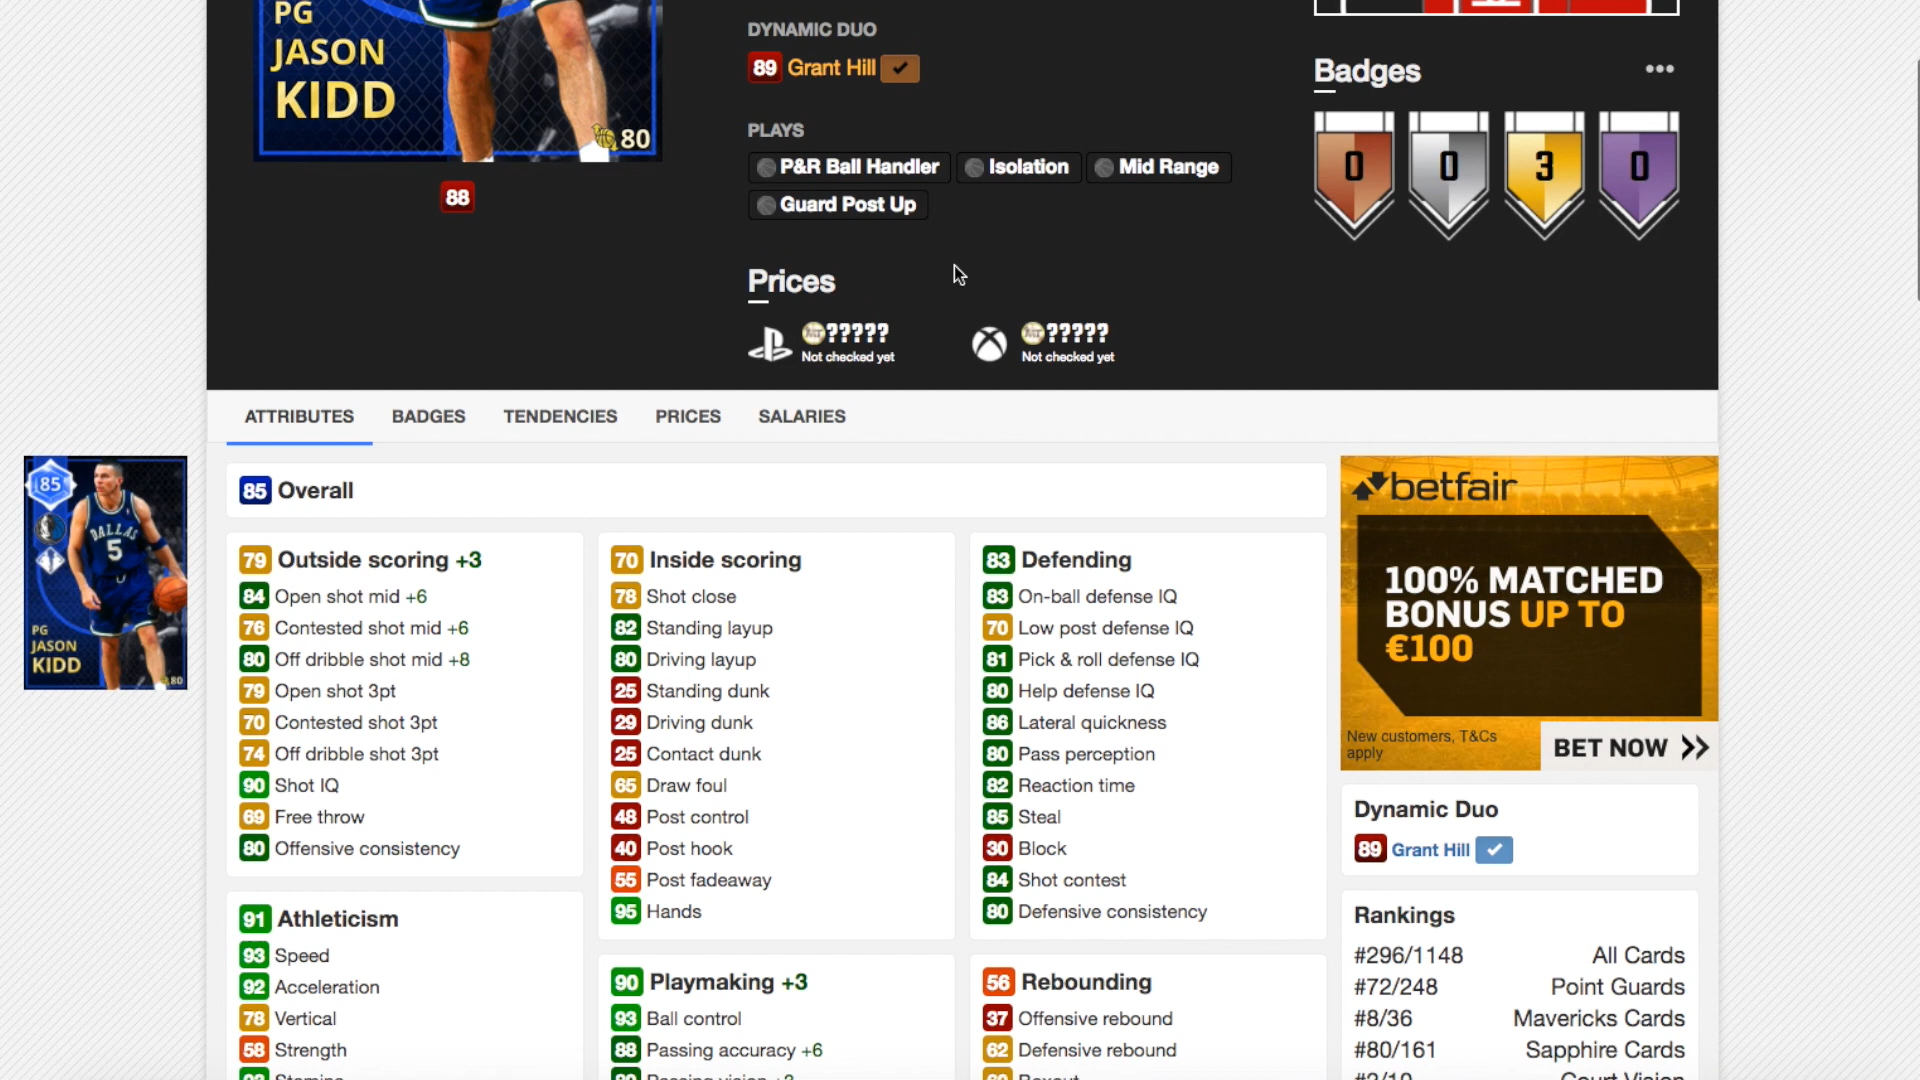 PG
JASON
KIDD
80
88
DYNAMIC DUO
89 Grant Hill
PLAYS
P&R Ball Handler
Isolation
Mid Range
Guard Post Up
Prices
?????
Not checked yet
?????
Not checked yet
Badges
0
0
3
0
ATTRIBUTES
BADGES
TENDENCIES
PRICES
SALARIES
85
DALLAS
5
PG
JASON
KIDD
80
85 Overall
79 Outside scoring +3
84 Open shot mid +6
76 Contested shot mid +6
80 Off dribble shot mid +8
79 Open shot 3pt
70 Contested shot 3pt
74 Off dribble shot 3pt
90 Shot IQ
69 Free throw
80 Offensive consistency
91 Athleticism
93 Speed
92 Acceleration
78 Vertical
58 Strength
70 Inside scoring
78 Shot close
82 Standing layup
80 Driving layup
25 Standing dunk
29 Driving dunk
25 Contact dunk
65 Draw foul
48 Post control
40 Post hook
55 Post fadeaway
95 Hands
90 Playmaking +3
93 Ball control
88 Passing accuracy +6
83 Defending
83 On-ball defense IQ
70 Low post defense IQ
81 Pick & roll defense IQ
80 Help defense IQ
86 Lateral quickness
80 Pass perception
82 Reaction time
85 Steal
30 Block
84 Shot contest
80 Defensive consistency
56 Rebounding
37 Offensive rebound
62 Defensive rebound
betfair
100% MATCHED
BONUS UP TO
€100
New customers, T&Cs
apply
BET NOW
Dynamic Duo
89 Grant Hill
Rankings
#296/1148 All Cards
#72/248 Point Guards
#8/36 Mavericks Cards
#80/161 Sapphire Cards